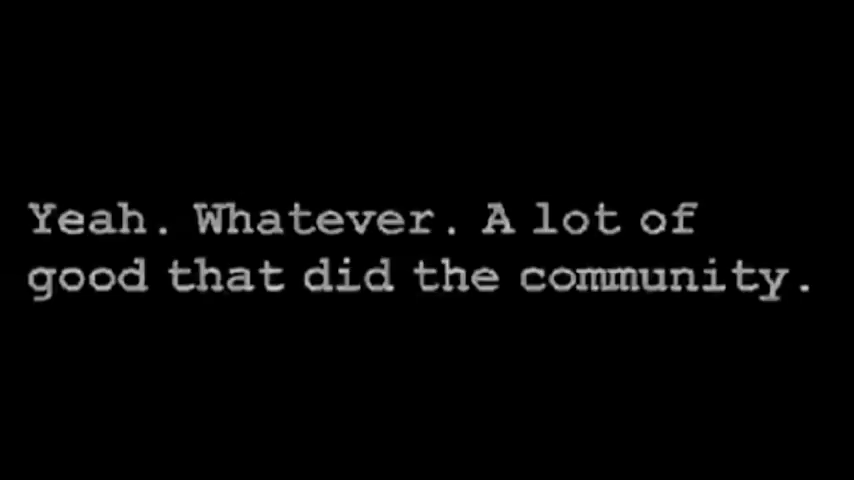 Yeah. Whatever. A lot of
good that did the community.